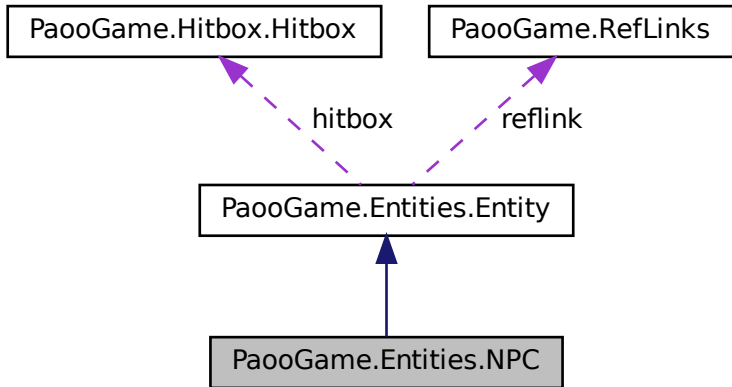 PaooGame.Hitbox.Hitbox
PaooGame.RefLinks
hitbox
reflink
PaooGame.Entities.Entity
PaooGame.Entities.NPC